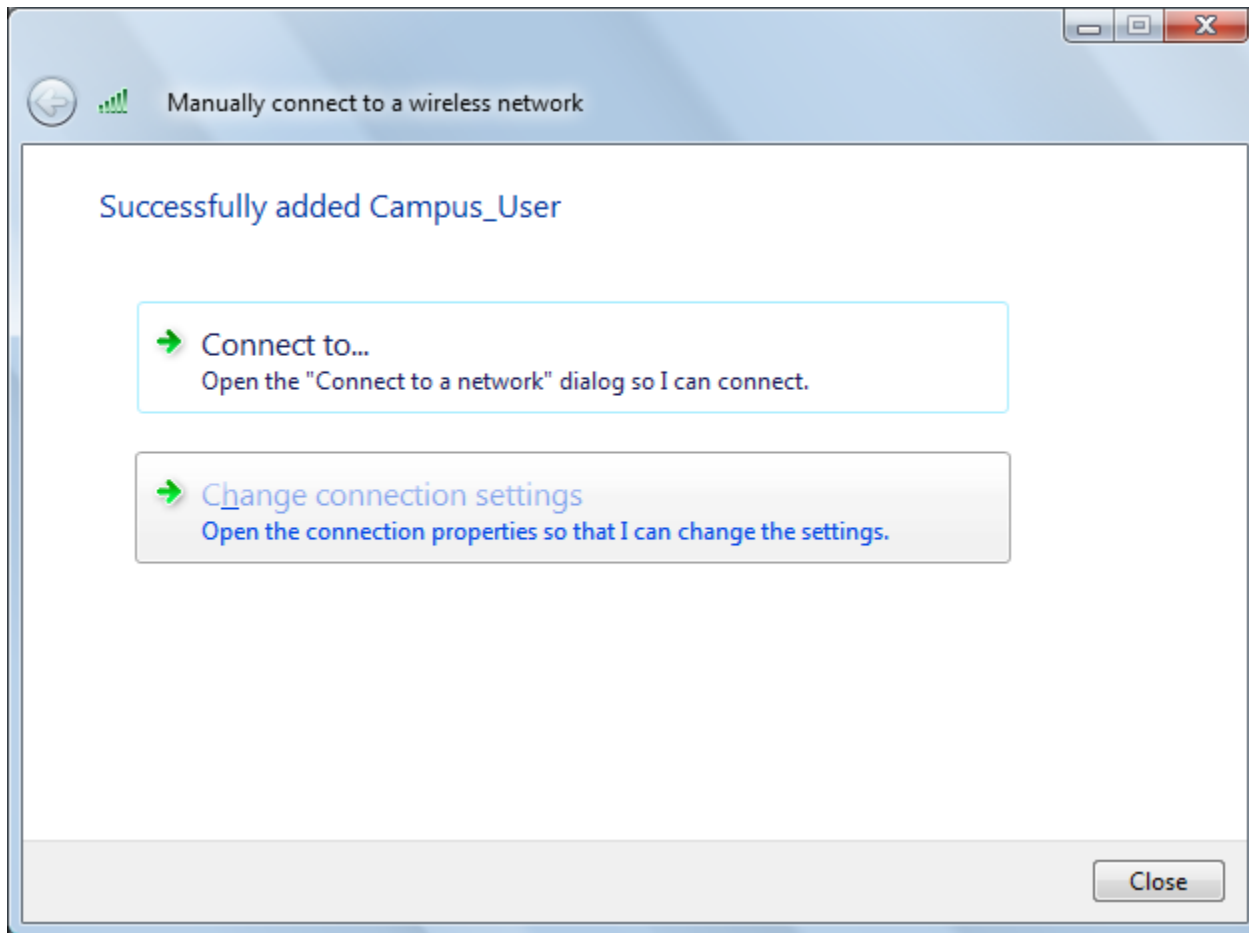 Manually connect to a wireless network
Successfully added Campus_User
Connect to...
Open the "Connect to a network" dialog so I can connect.
Change connection settings
Open the connection properties so that I can change the settings.
Close